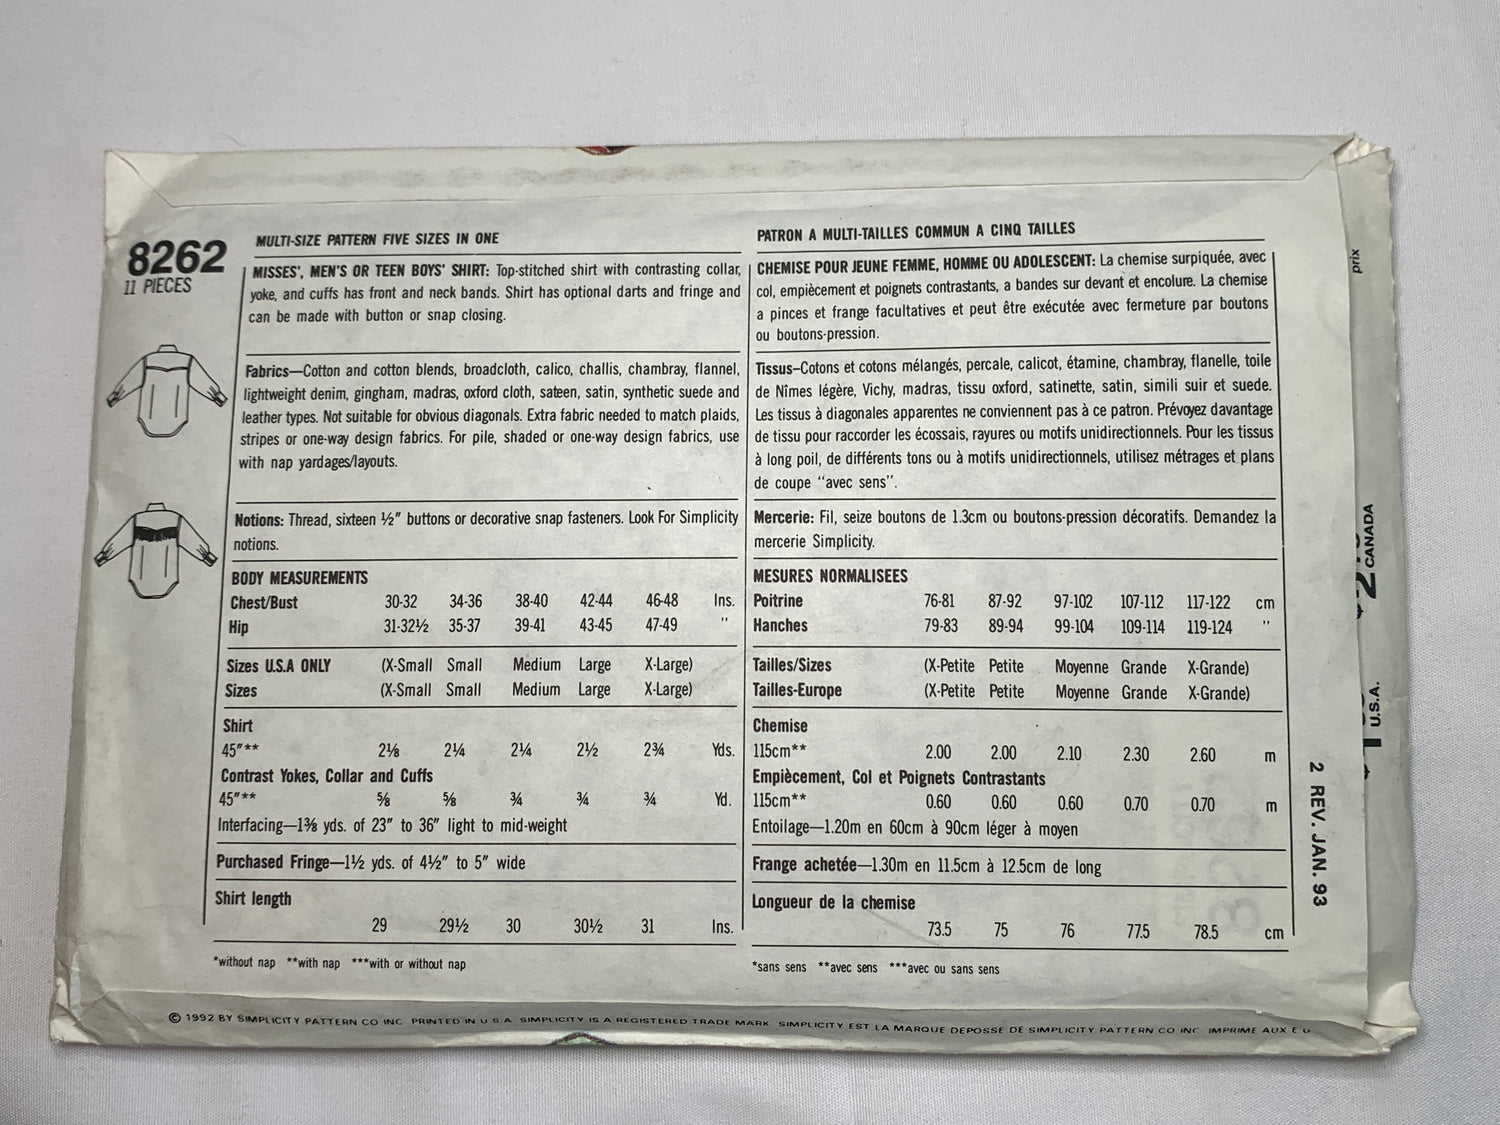 8262
11 PIECES
MULTI-SIZE PATTERN FIVE SIZES IN ONE
MISSES', MEN'S OR TEEN BOYS' SHIRT: Top-stitched shirt with contrasting collar,
yoke, and cuffs has front and neck bands. Shirt has optional darts and fringe and
can be made with button or snap closing.
Fabrics—Cotton and cotton blends, broadcloth, calico, challis, chambray, flannel,
lightweight denim, gingham, madras, oxford cloth, sateen, satin, synthetic suede and
leather types. Not suitable for obvious diagonals. Extra fabric needed to match plaids,
stripes or one-way design fabrics. For pile, shaded or one-way design fabrics, use
with nap yardages/layouts.
Notions: Thread, sixteen ½" buttons or decorative snap fasteners. Look For Simplicity
notions.
BODY MEASUREMENTS
Chest/Bust 30-32 34-36 38-40 42-44 46-48 Ins.
Hip 31-32½ 35-37 39-41 43-45 47-49 "
Sizes U.S.A ONLY (X-Small Small Medium Large X-Large)
Sizes (X-Small Small Medium Large X-Large)
Shirt
45"** 2⅛ 2¼ 2¼ 2½ 2¾ Yds.
Contrast Yokes, Collar and Cuffs
45"** ⅝ ⅝ ¾ ¾ ¾ Yd.
Interfacing—1⅜ yds. of 23" to 36" light to mid-weight
Purchased Fringe—1½ yds. of 4½" to 5" wide
Shirt length
29 29½ 30 30½ 31 Ins.
*without nap **with nap ***with or without nap
PATRON A MULTI-TAILLES COMMUN A CINQ TAILLES
CHEMISE POUR JEUNE FEMME, HOMME OU ADOLESCENT: La chemise surpiquée, avec
col, empiècement et poignets contrastants, a bandes sur devant et encolure. La chemise
a pinces et frange facultatives et peut être exécutée avec fermeture par boutons
ou boutons-pression.
Tissus—Cotons et cotons mélangés, percale, calicot, étamine, chambray, flanelle, toile
de Nîmes légère, Vichy, madras, tissu oxford, satinette, satin, simili suir et suede.
Les tissus à diagonales apparentes ne conviennent pas à ce patron. Prévoyez davantage
de tissu pour raccorder les écossais, rayures ou motifs unidirectionnels. Pour les tissus
à long poil, de différents tons ou à motifs unidirectionnels, utilisez métrages et plans
de coupe "avec sens".
Mercerie: Fil, seize boutons de 1.3cm ou boutons-pression décoratifs. Demandez la
mercerie Simplicity.
MESURES NORMALISEES
Poitrine 76-81 87-92 97-102 107-112 117-122 cm
Hanches 79-83 89-94 99-104 109-114 119-124 "
Tailles/Sizes (X-Petite Petite Moyenne Grande X-Grande)
Tailles-Europe (X-Petite Petite Moyenne Grande X-Grande)
Chemise
115cm** 2.00 2.00 2.10 2.30 2.60 m
Empiècement, Col et Poignets Contrastants
115cm** 0.60 0.60 0.60 0.70 0.70 m
Entoilage—1.20m en 60cm à 90cm léger à moyen
Frange achetée—1.30m en 11.5cm à 12.5cm de long
Longueur de la chemise
73.5 75 76 77.5 78.5 cm
*sans sens **avec sens ***avec ou sans sens
2 REV. JAN. 93
prix
CANADA
U.S.A.
© 1992 BY SIMPLICITY PATTERN CO INC PRINTED IN U S A SIMPLICITY IS A REGISTERED TRADE MARK SIMPLICITY EST LA MARQUE DEPOSSE DE SIMPLICITY PATTERN CO INC IMPRIME AUX E U